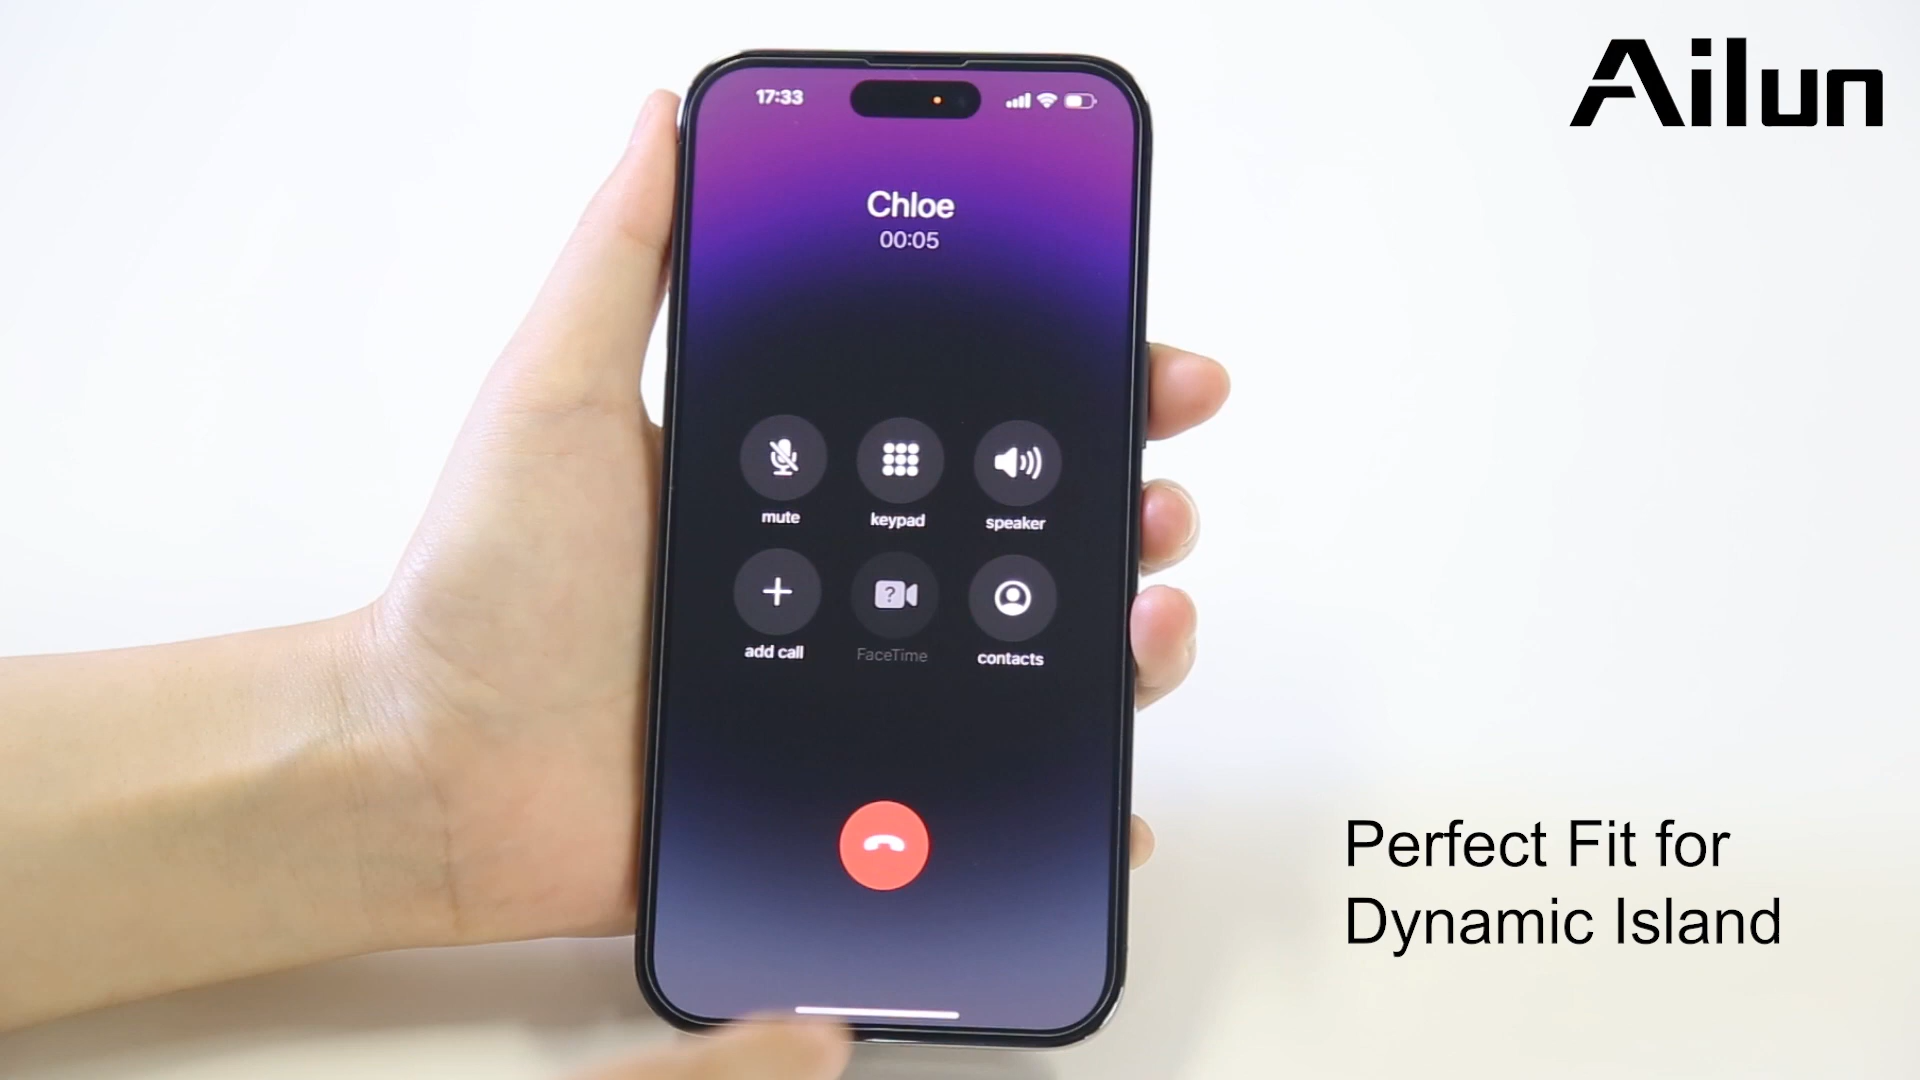 Ailun
17:33
Chloe
00:05
mute
keypad
speaker
add call
FaceTime
contacts
Perfect Fit for
Dynamic Island